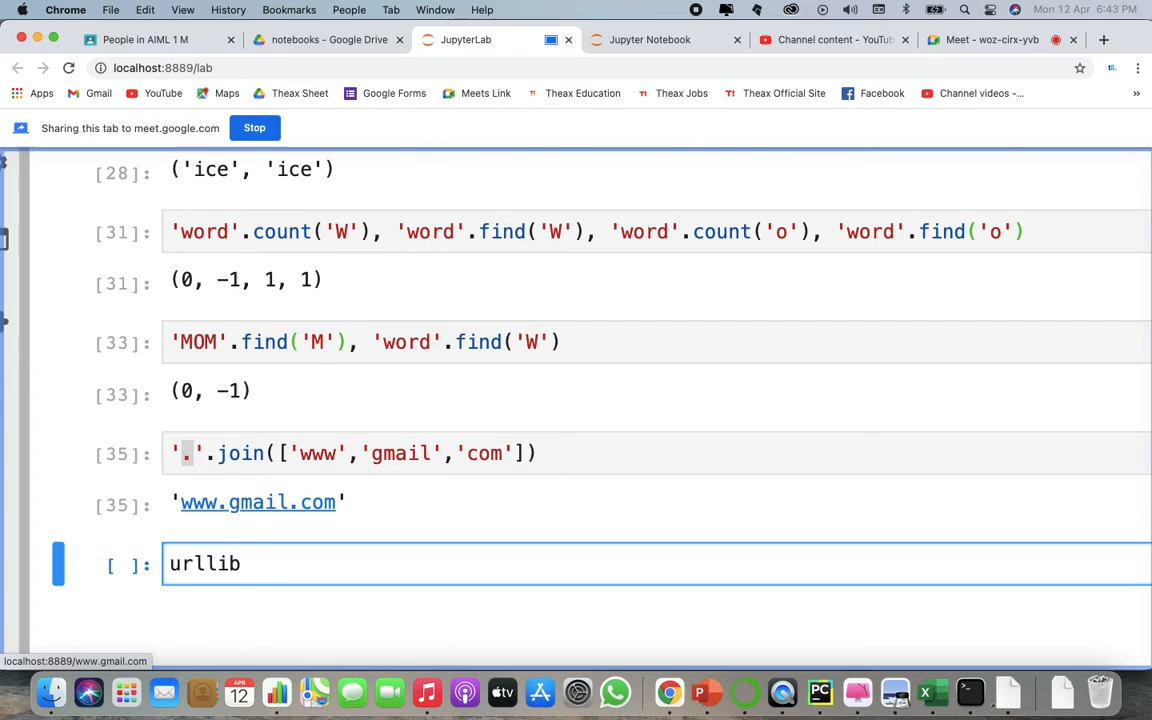 Chrome File Edit View History Bookmarks People Tab Window Help Mon 12 Apr 6:43 PM
People in AIML 1 M notebooks - Google Drive JupyterLab Jupyter Notebook Channel content - YouTub Meet - woz-cirx-yvb
localhost:8889/lab
Apps Gmail YouTube Maps Theax Sheet Google Forms Meets Link Theax Education Theax Jobs Theax Official Site Facebook Channel videos -...
Sharing this tab to meet.google.com Stop
[28]: ('ice', 'ice')
[31]: 'word'.count('W'), 'word'.find('W'), 'word'.count('o'), 'word'.find('o')
[31]: (0, -1, 1, 1)
[33]: 'MOM'.find('M'), 'word'.find('W')
[33]: (0, -1)
[35]: '.'.join(['www','gmail','com'])
[35]: 'www.gmail.com'
[ ]: urllib
localhost:8889/www.gmail.com
APR
12
tv
PC